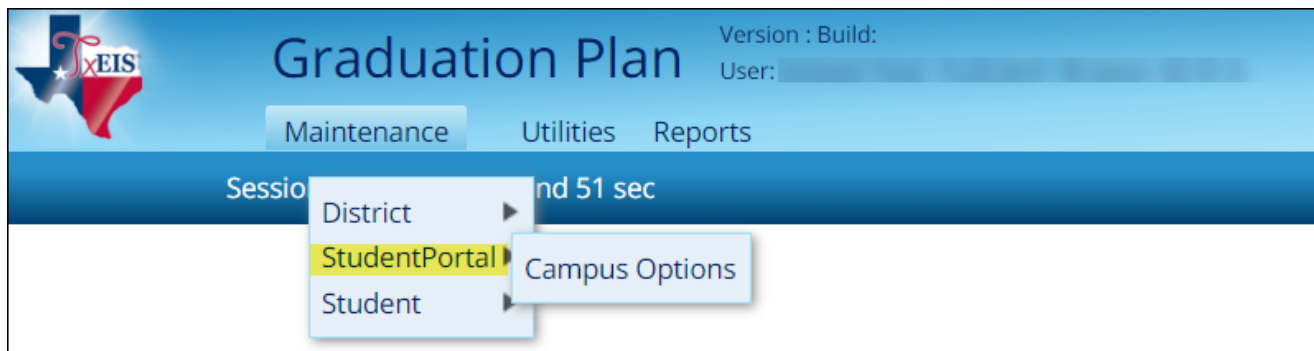 TxEIS
Graduation Plan
Version : Build:
User:
Maintenance Utilities Reports
Sessio nd 51 sec
District
StudentPortal
Campus Options
Student